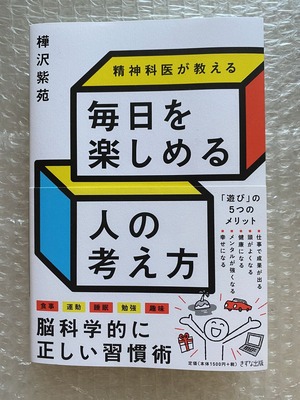 樺沢紫苑
精神科医が教える
毎日を
楽しめる
人の
考え方
「遊び」の
5つの
メリット
・仕事で成果が出る
・頭がよくなる
・健康になる
・メンタルが強くなる
・幸せになる
食事 運動 睡眠 勉強 趣味
脳科学的に
正しい習慣術
定価(本体1500円+税)
きずな出版